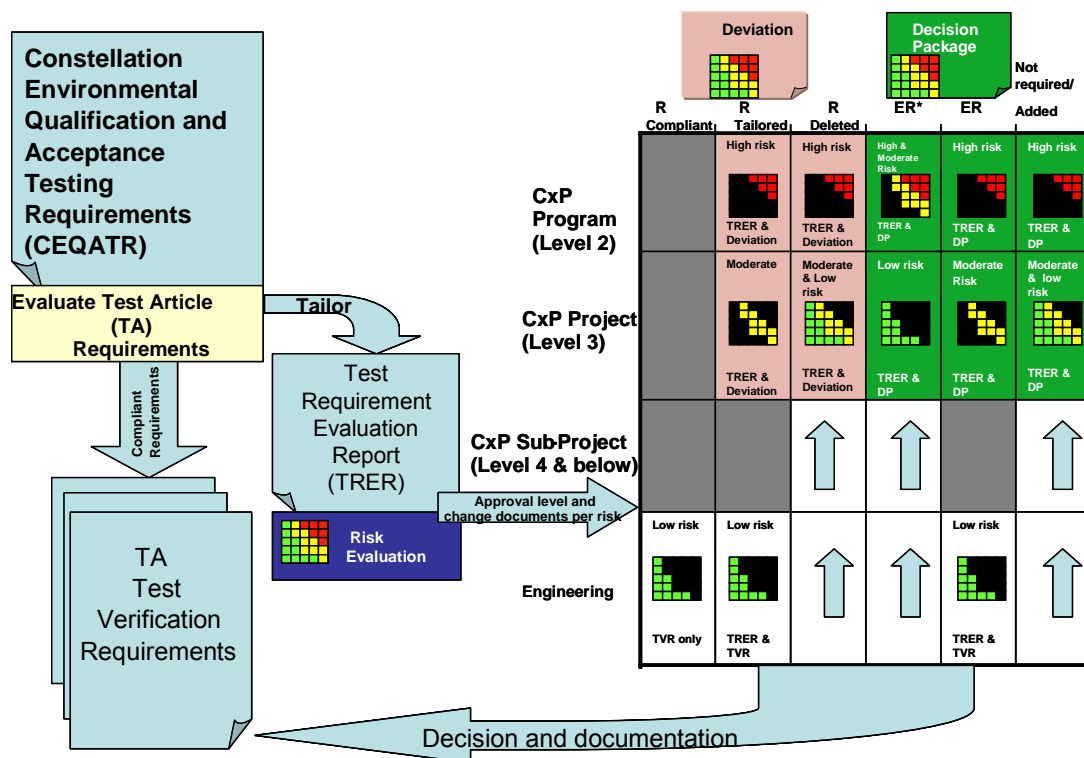 Constellation
Environmental
Qualification and
Acceptance
Testing
Requirements
(CEQATR)
Evaluate Test Article
(TA)
Requirements
Tailor
Compliant
Requirements
Test
Requirement
Evaluation
Report
(TRER)
Risk
Evaluation
TA
Test
Verification
Requirements
Approval level and
change documents per risk
Decision and documentation
Deviation
Decision
Package
Not
required/
Added
R
Compliant
R
Tailored
R
Deleted
ER*
ER
CxP
Program
(Level 2)
High risk
TRER &
Deviation
High risk
TRER &
Deviation
High &
Moderate
Risk
TRER &
DP
High risk
TRER &
DP
High risk
TRER &
DP
CxP Project
(Level 3)
Moderate
TRER &
Deviation
Moderate
& Low
risk
TRER &
Deviation
Low risk
TRER &
DP
Moderate
Risk
TRER &
DP
Moderate
& low
risk
TRER &
DP
CxP Sub-Project
(Level 4 & below)
Engineering
Low risk
TVR only
Low risk
TRER &
TVR
Low risk
TRER &
TVR